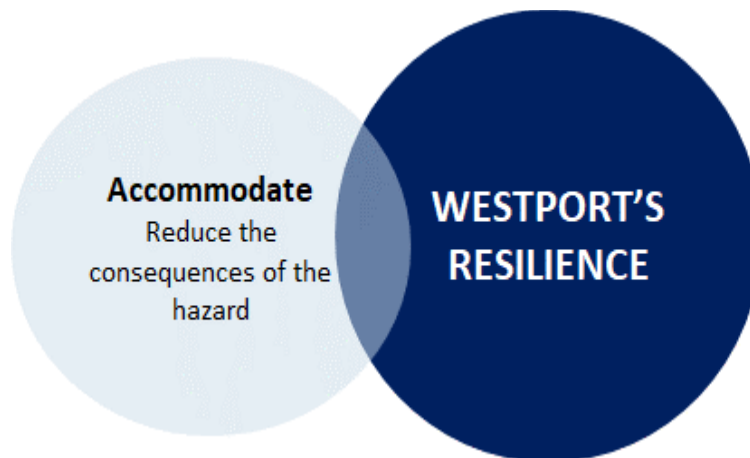 Accommodate
Reduce the
consequences of the
hazard
WESTPORT'S
RESILIENCE